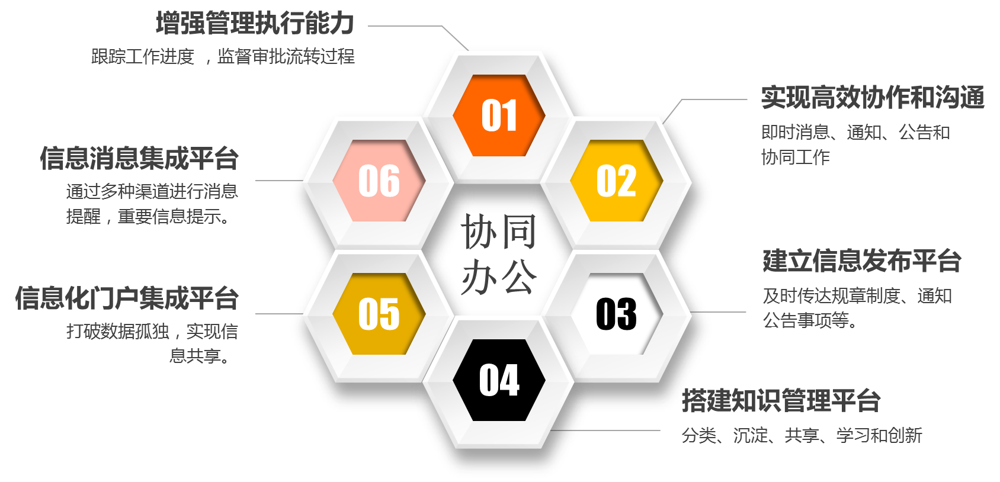 增强管理执行能力
跟踪工作进度 ，监督审批流转过程
01
实现高效协作和沟通
即时消息、通知、公告和
协同工作
02
建立信息发布平台
及时传达规章制度、通知
公告事项等。
03
搭建知识管理平台
分类、沉淀、共享、学习和创新
04
信息化门户集成平台
打破数据孤独，实现信
息共享。
05
信息消息集成平台
通过多种渠道进行消息
提醒，重要信息提示。
06
协同
办公